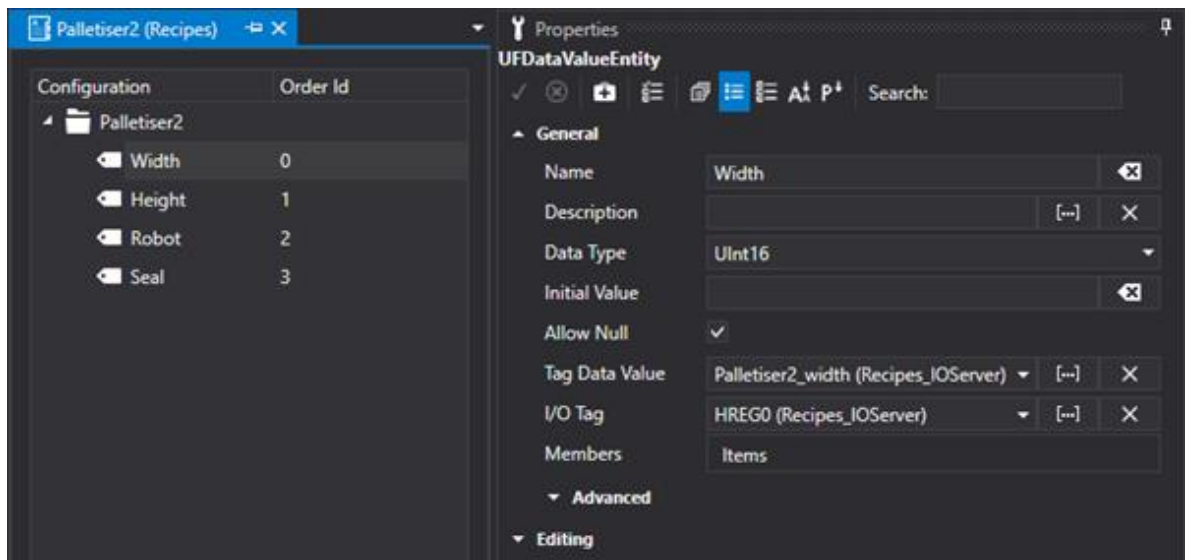 Palletiser2 (Recipes)
Configuration Order Id
Palletiser2
Width 0
Height 1
Robot 2
Seal 3
Properties
UFDataValueEntity
Search:
General
Name Width
Description [...]
Data Type UInt16
Initial Value
Allow Null
Tag Data Value Palletiser2_width (Recipes_IOServer) [...]
I/O Tag HREG0 (Recipes_IOServer) [...]
Members Items
Advanced
Editing